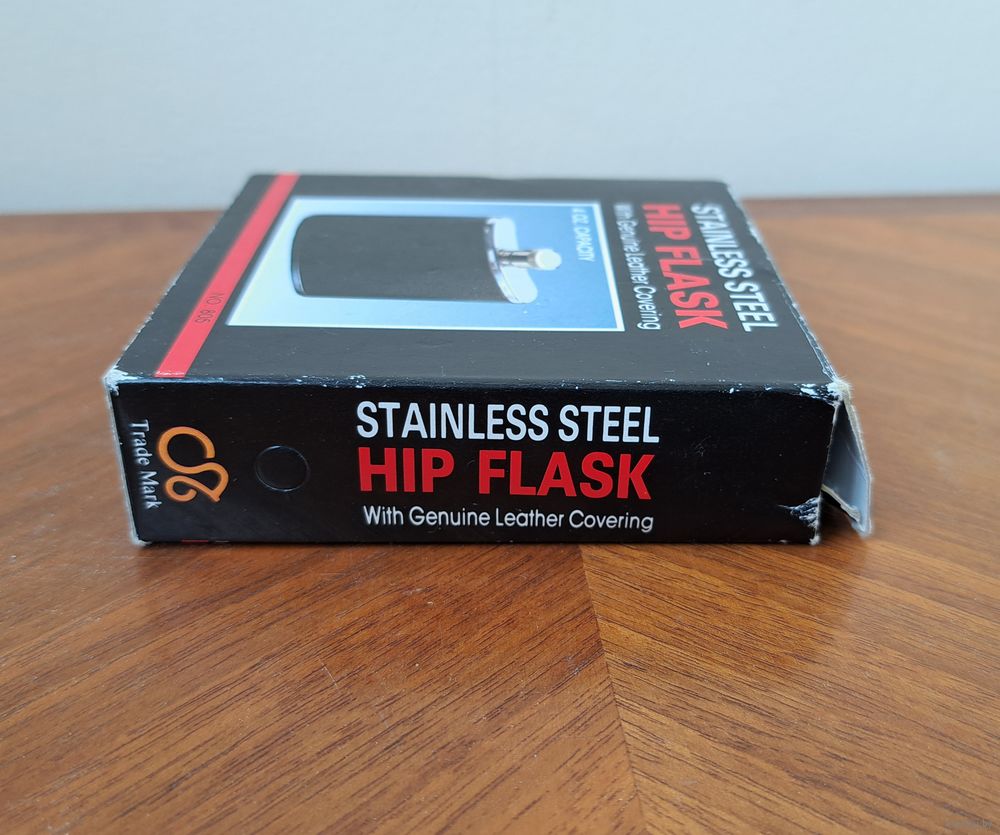 STAINLESS STEEL
HIP FLASK
With Genuine Leather Covering
4 OZ. CAPACITY
NO. 805
STAINLESS STEEL
HIP FLASK
With Genuine Leather Covering
Trade Mark